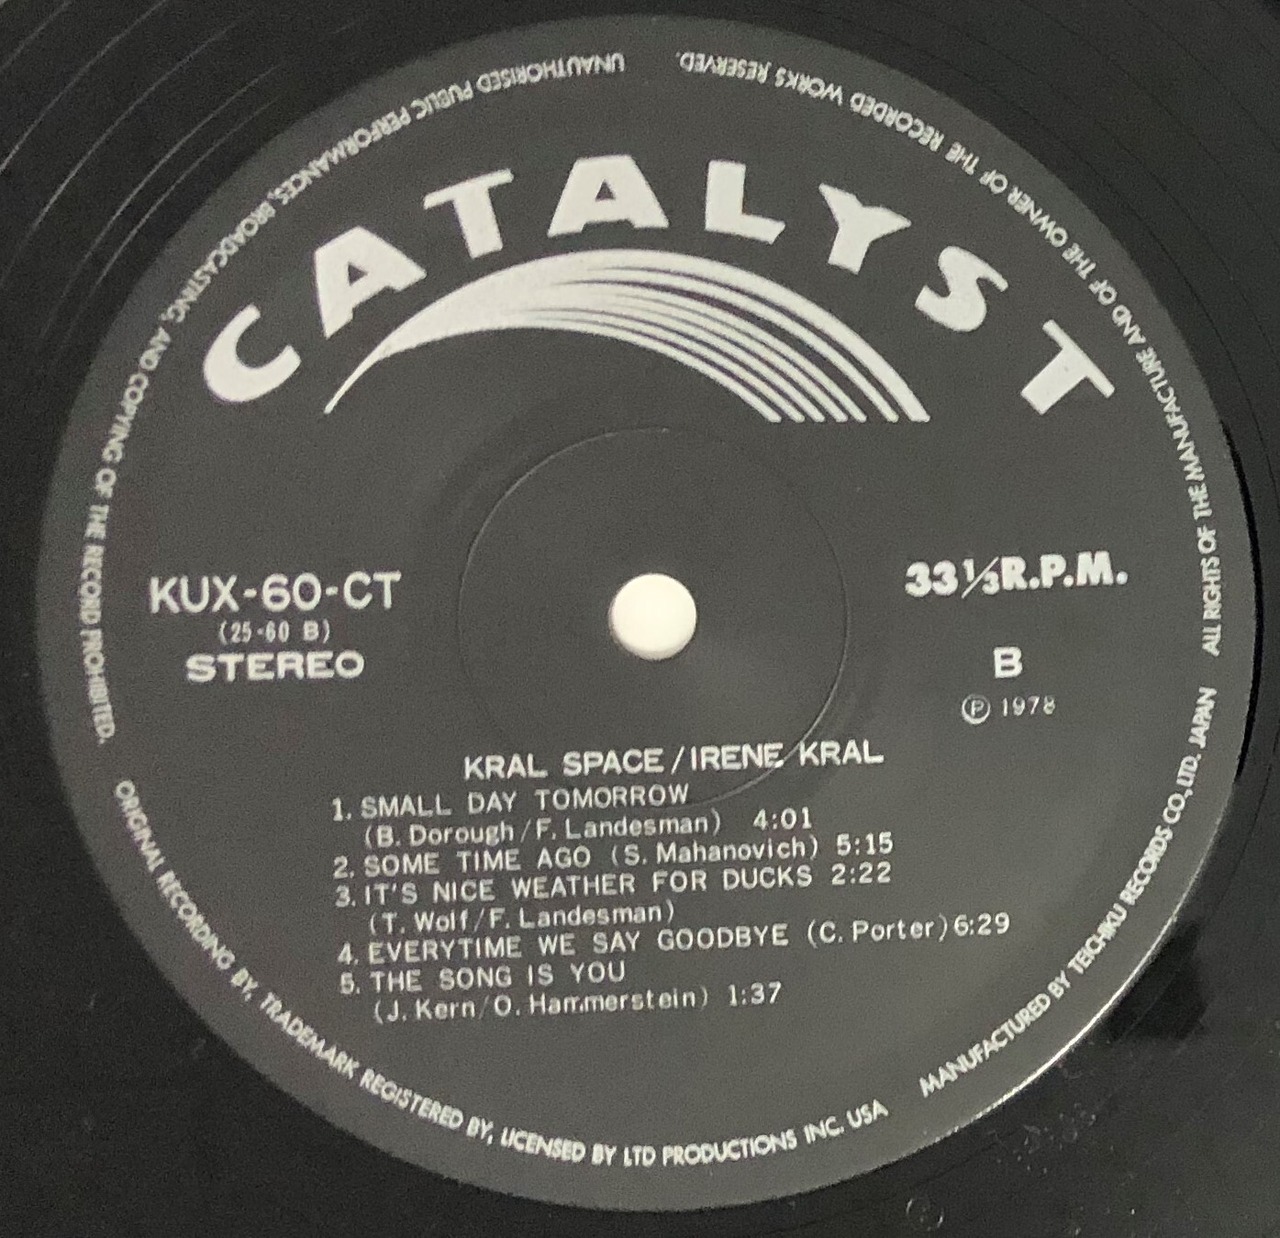 CATALYST
KUX-60-CT
(25-60 B)
STEREO
33⅓R.P.M.
B
Ⓟ 1978
KRAL SPACE/IRENE KRAL
1. SMALL DAY TOMORROW
(B. Dorough/F. Landesman) 4:01
2. SOME TIME AGO (S. Mahanovich) 5:15
3. IT'S NICE WEATHER FOR DUCKS 2:22
(T. Wolf/F. Landesman)
4. EVERYTIME WE SAY GOODBYE (C. Porter) 6:29
5. THE SONG IS YOU
(J. Kern/O. Hammerstein) 1:37
ORIGINAL RECORDING BY, TRADEMARK REGISTERED BY, LICENSED BY LTD PRODUCTIONS INC. USA
MANUFACTURED BY TEICHIKU RECORDS CO., LTD. JAPAN
ALL RIGHTS OF THE MANUFACTURE AND OF THE OWNER OF THE RECORDED WORKS RESERVED.
UNAUTHORISED PUBLIC PERFORMANCES, BROADCASTING, AND COPYING OF THE RECORD PROHIBITED.